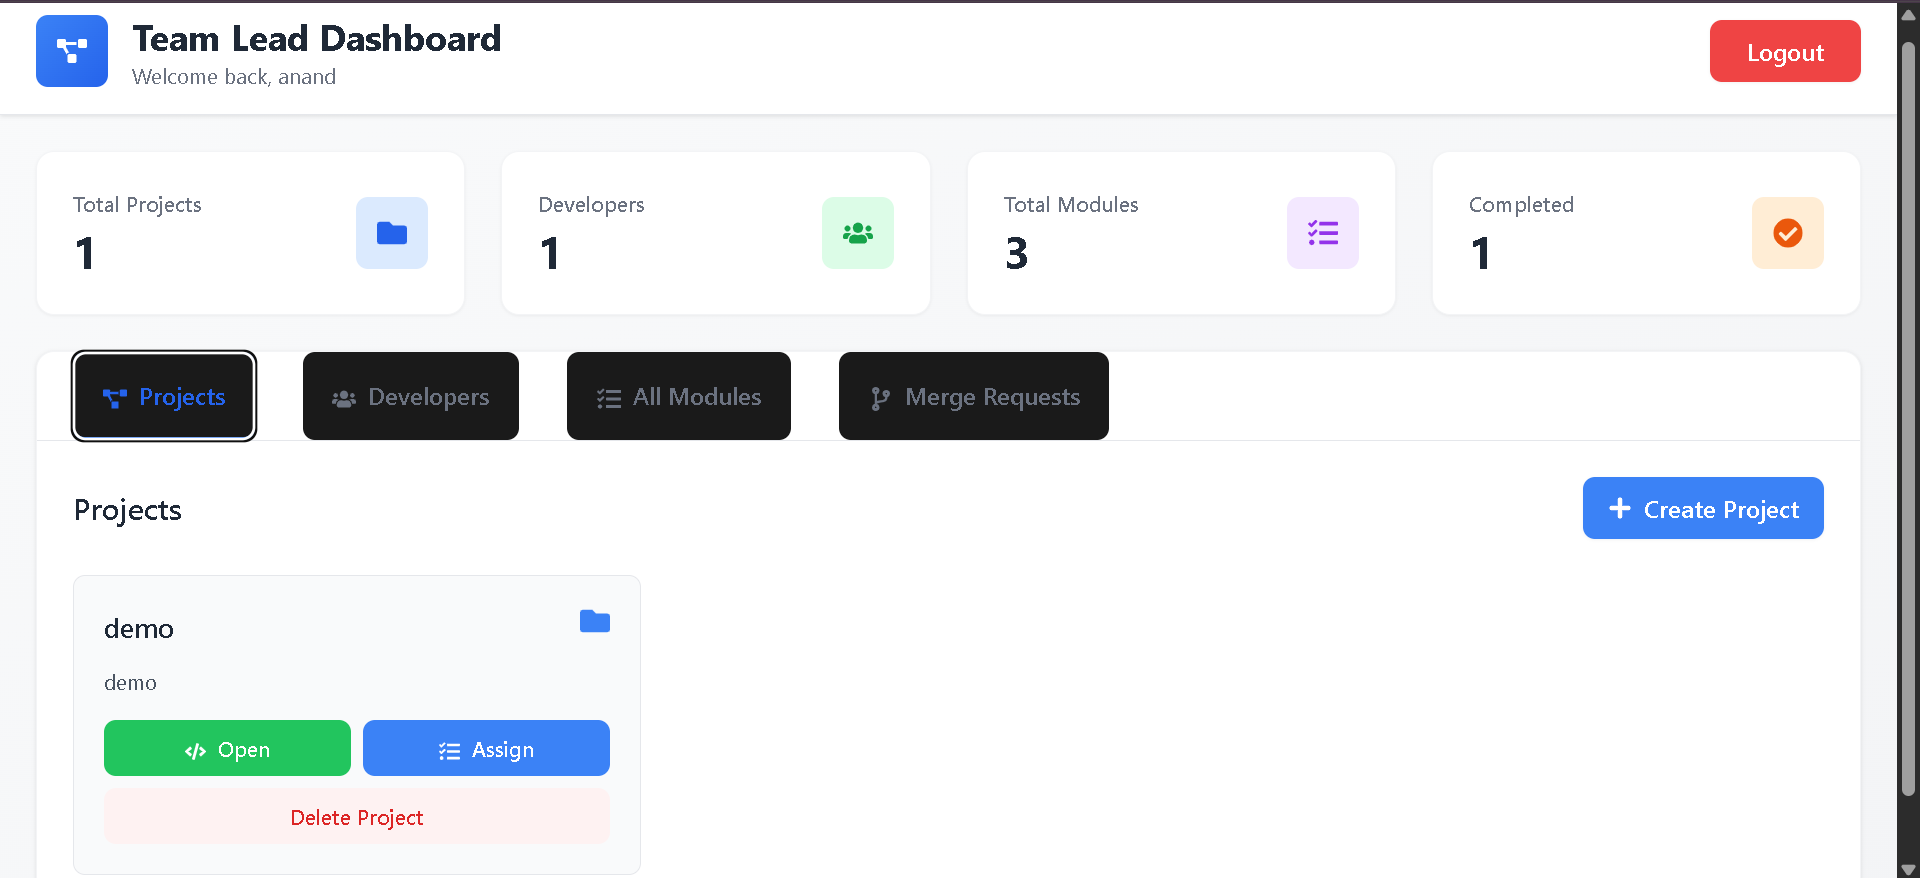 Team Lead Dashboard
Welcome back, anand
Logout
Total Projects
1
Developers
1
Total Modules
3
Completed
1
Projects
Developers
All Modules
Merge Requests
Projects
Create Project
demo
demo
Open
Assign
Delete Project